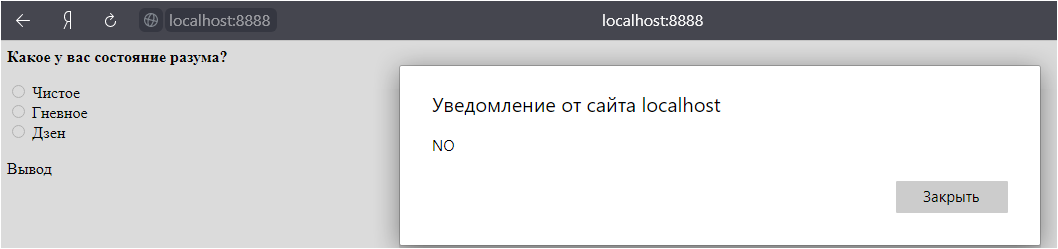 localhost:8888
localhost:8888
Какое у вас состояние разума?
Чистое
Гневное
Дзен
Вывод
Уведомление от сайта localhost
NO
Закрыть